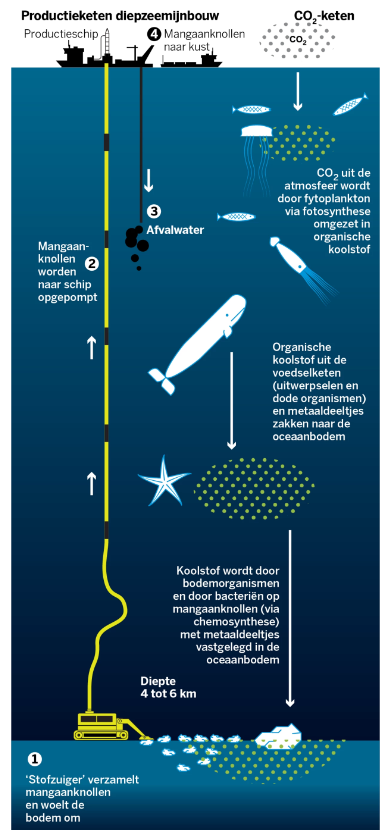 Productieketen diepzeemijnbouw
Productieschip
4 Mangaanknollen
naar kust
CO2-keten
CO2
CO2 uit de
atmosfeer wordt
door fytoplankton
via fotosynthese
omgezet in
organische
koolstof
3
Afvalwater
Mangaan-
knollen
worden
naar schip
opgepompt
2
Organische
koolstof uit de
voedselketen
(uitwerpselen en
dode organismen)
en metaaldeeltjes
zakken naar de
oceaanbodem
Koolstof wordt door
bodemorganismen
en door bacteriën op
mangaanknollen (via
chemosynthese)
met metaaldeeltjes
vastgelegd in de
oceaanbodem
Diepte
4 tot 6 km
1
‘Stofzuiger’ verzamelt
mangaanknollen
en woelt de
bodem om